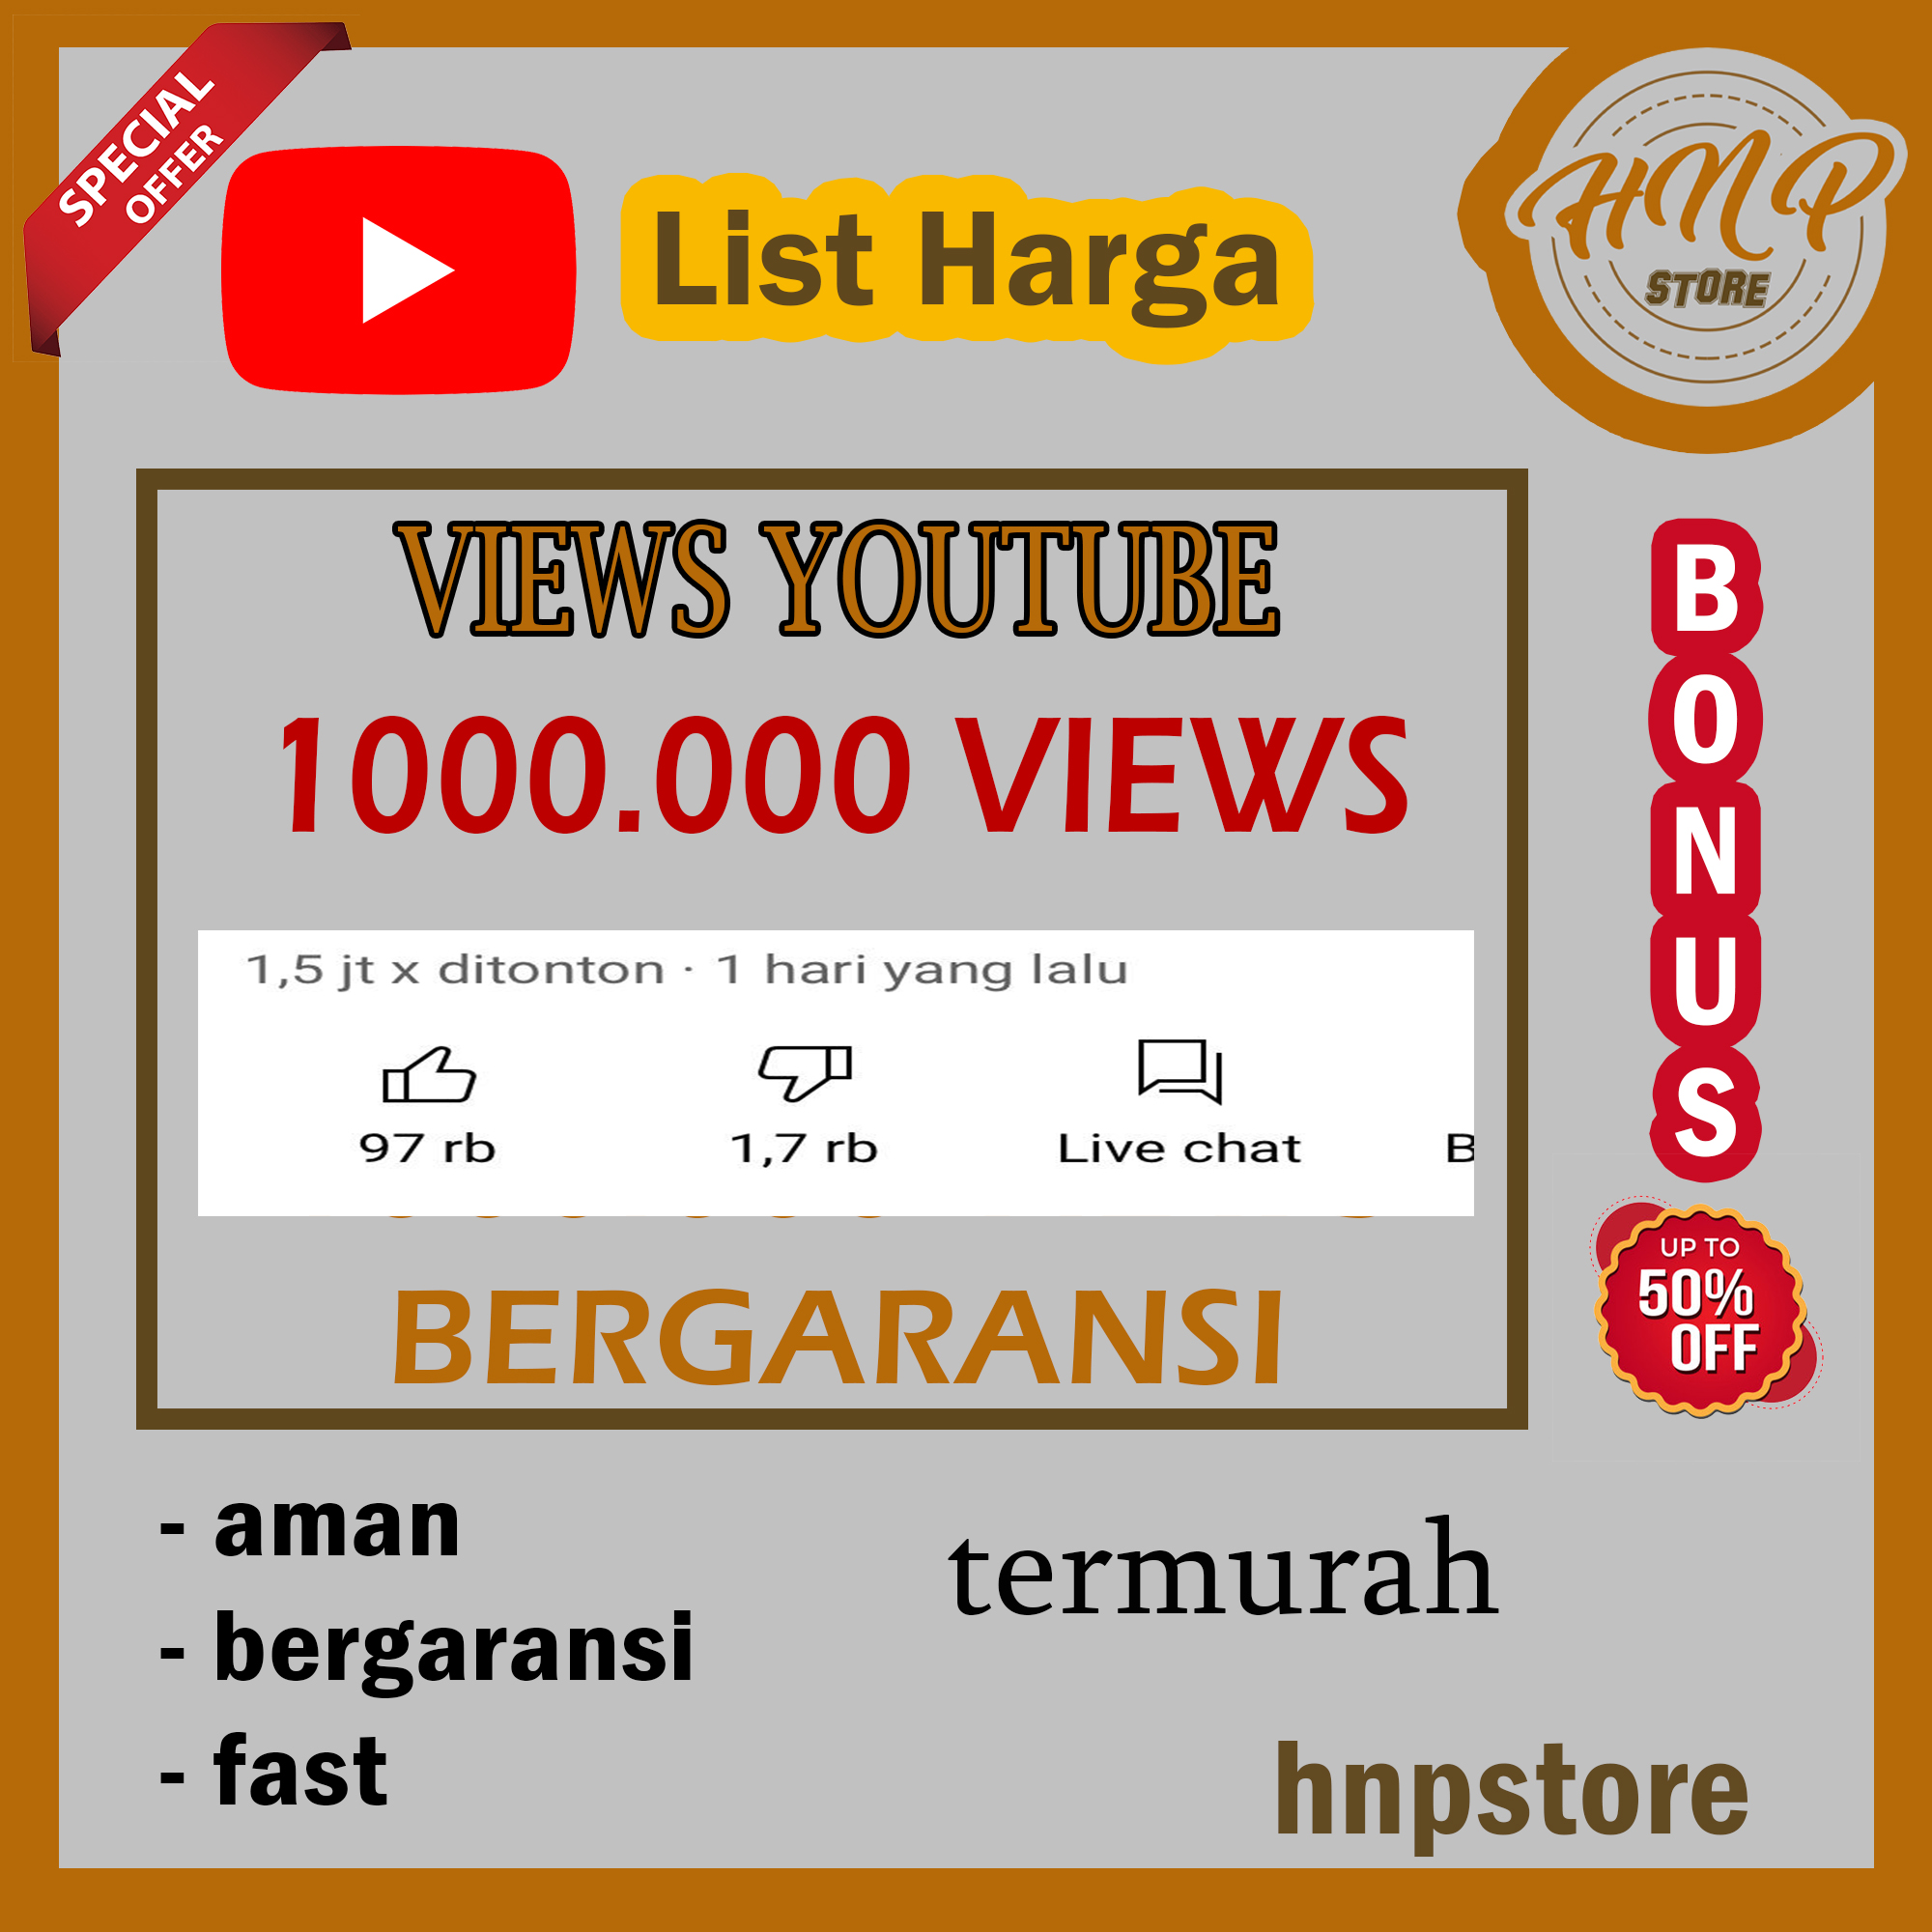 SPECIAL
OFFER
List Harga
HNP
STORE
VIEWS YOUTUBE
1000.000 VIEWS
1,5 jt x ditonton · 1 hari yang lalu
97 rb
1,7 rb
Live chat
B
BERGARANSI
BONUS
UP TO
50%
OFF
- aman
- bergaransi
- fast
termurah
hnpstore